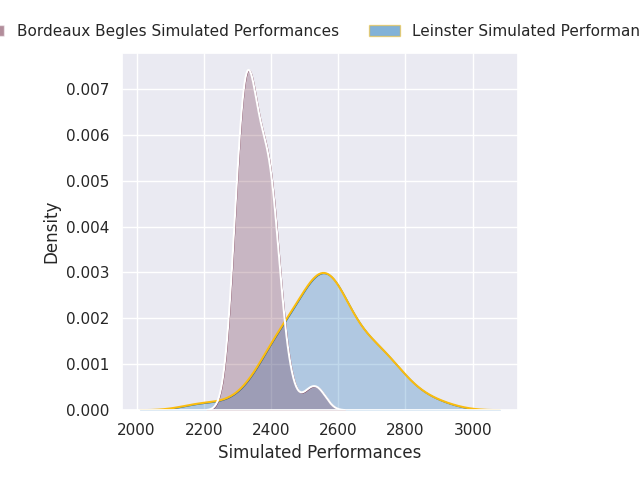 Bordeaux Begles Simulated Performances
Leinster Simulated Performan
0.007
0.006
0.005
0.004
0.003
0.002
0.001
0.000
Density
2000 2200 2400 2600 2800 3000
Simulated Performances